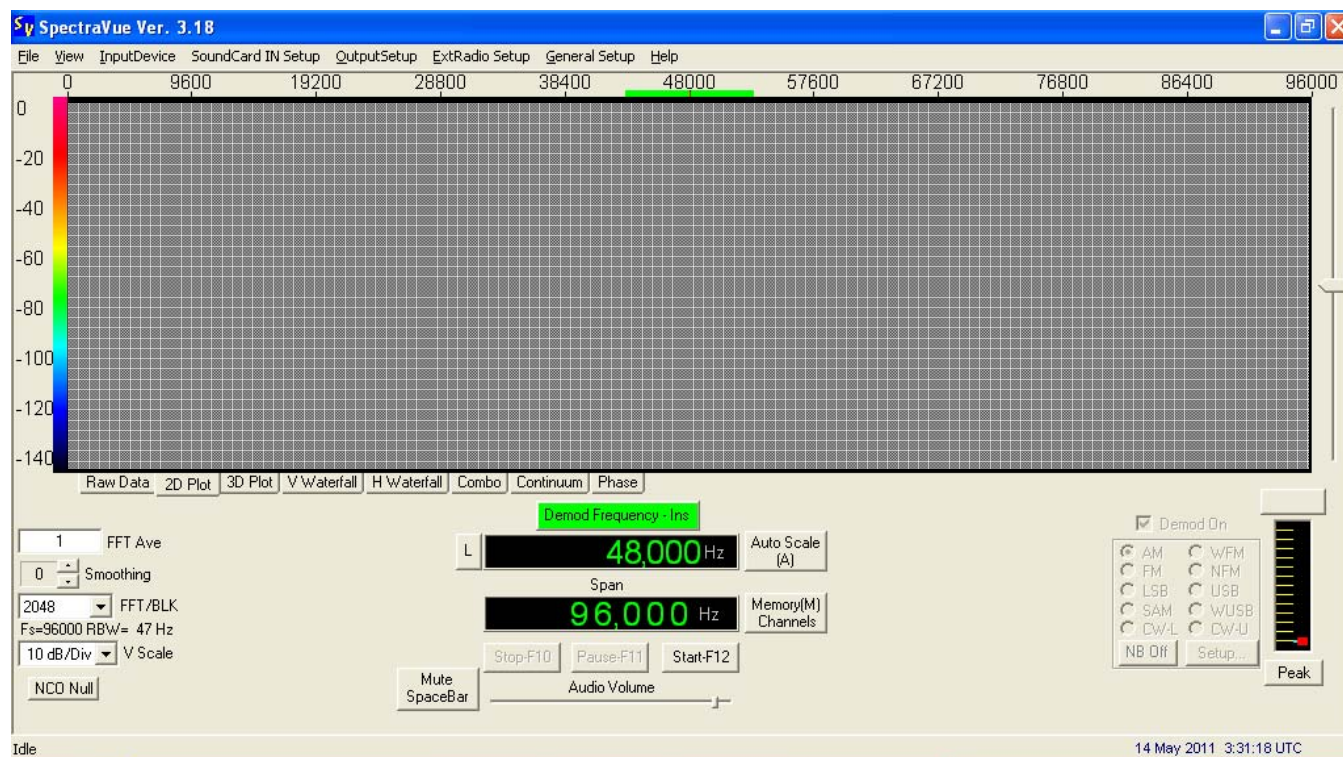 SpectraVue Ver. 3.18
File View InputDevice SoundCard IN Setup OutputSetup ExtRadio Setup General Setup Help
0 9600 19200 28800 38400 48000 57600 67200 76800 86400 96000
0
-20
-40
-60
-80
-100
-120
-140
Raw Data 2D Plot 3D Plot V Waterfall H Waterfall Combo Continuum Phase
Demod Frequency - Ins
1 FFT Ave
L 48,000 Hz Auto Scale (A)
0 Smoothing
Span
2048 FFT/BLK
96,000 Hz Memory(M) Channels
Fs=96000 RBW= 47 Hz
10 dB/Div V Scale
Stop-F10 Pause-F11 Start-F12
NCO Null
Mute SpaceBar
Audio Volume
Demod On
AM WFM
FM NFM
LSB USB
SAM WUSB
CW-L CW-U
NB Off Setup...
Peak
Idle
14 May 2011 3:31:18 UTC